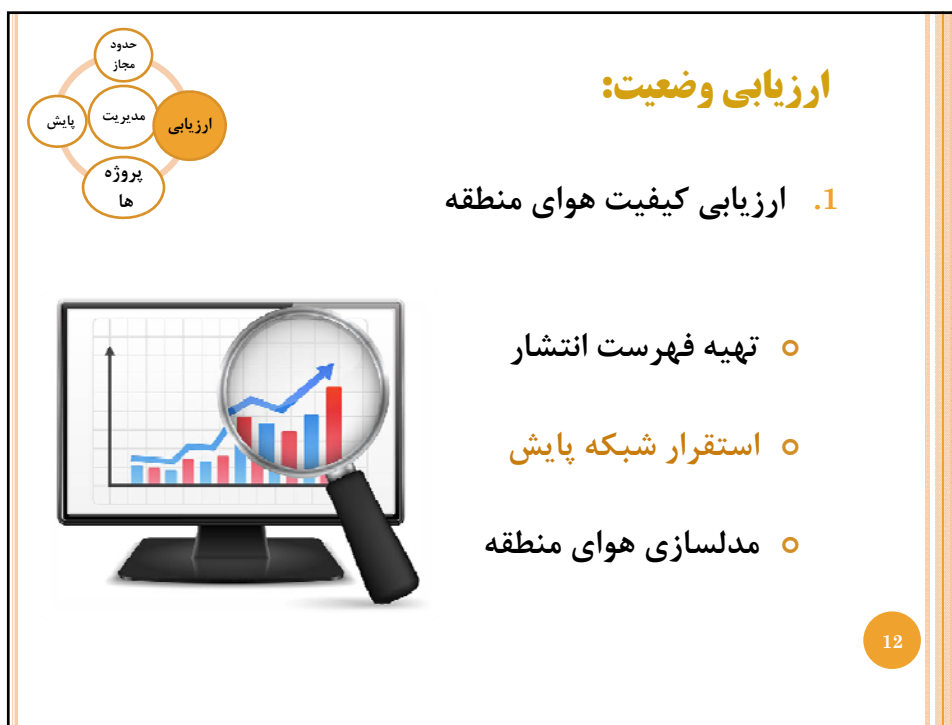 ارزیابی وضعیت:
حدود
مجاز
ارزیابی
مدیریت
پایش
پروژه
ها
1. ارزیابی کیفیت هوای منطقه
تهیه فهرست انتشار
استقرار شبکه پایش
مدلسازی هوای منطقه
12